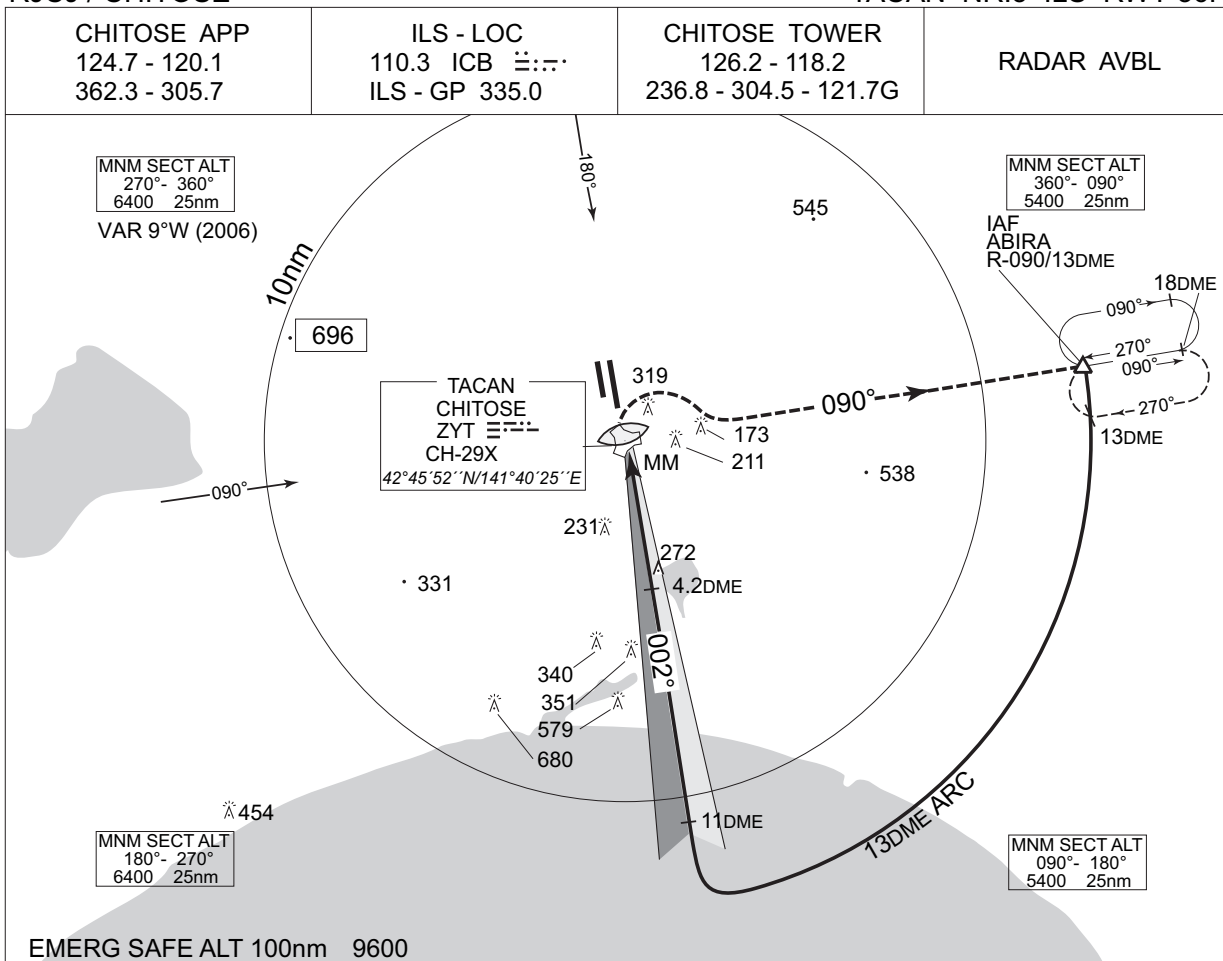 CHITOSE APP
124.7 - 120.1
362.3 - 305.7
ILS - LOC
110.3 ICB
ILS - GP 335.0
CHITOSE TOWER
126.2 - 118.2
236.8 - 304.5 - 121.7G
RADAR AVBL
MNM SECT ALT
270°- 360°
6400 25nm
VAR 9°W (2006)
180°
545
MNM SECT ALT
360°- 090°
5400 25nm
IAF
ABIRA
R-090/13DME
18DME
090°
270°
090°
270°
13DME
10nm
696
TACAN
CHITOSE
ZYT
CH-29X
42°45´52´´N/141°40´25´´E
319
090°
173
211
MM
538
090°
231
272
4.2DME
331
002°
340
351
579
680
454
11DME
13DME ARC
MNM SECT ALT
180°- 270°
6400 25nm
MNM SECT ALT
090°- 180°
5400 25nm
EMERG SAFE ALT 100nm 9600